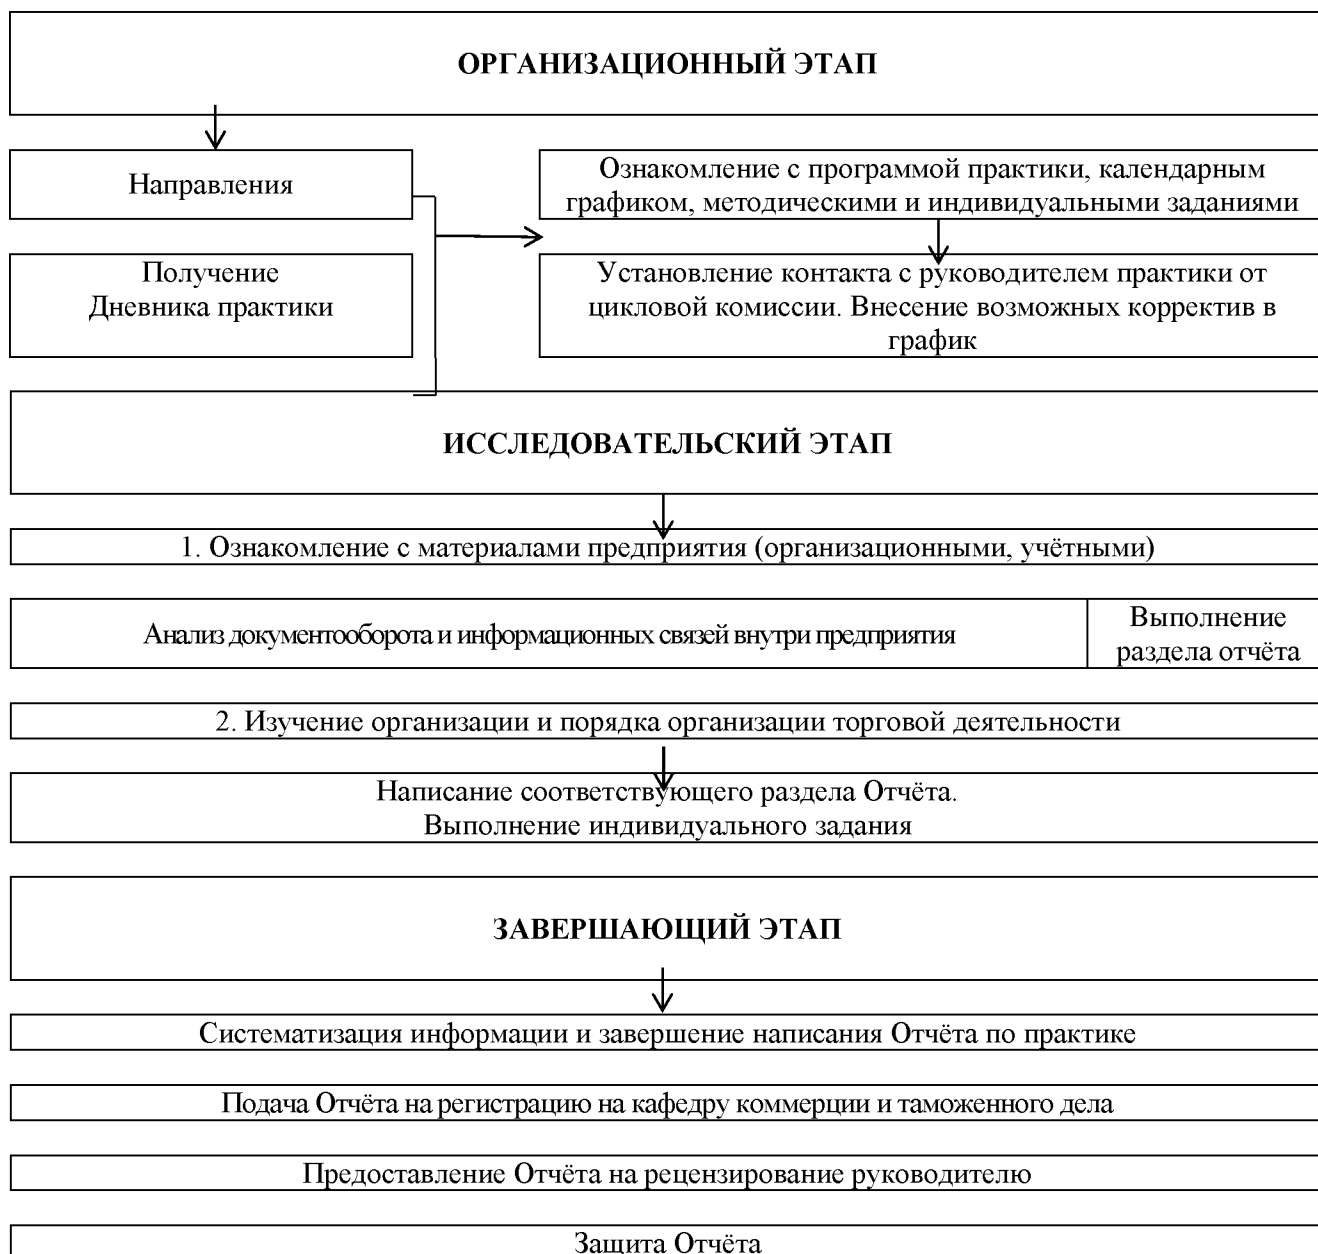 ОРГАНИЗАЦИОННЫЙ ЭТАП
Направления
Ознакомление с программой практики, календарным
графиком, методическими и индивидуальными заданиями
Получение
Дневника практики
Установление контакта с руководителем практики от
цикловой комиссии. Внесение возможных корректив в
график
ИССЛЕДОВАТЕЛЬСКИЙ ЭТАП
1. Ознакомление с материалами предприятия (организационными, учётными)
Анализ документооборота и информационных связей внутри предприятия
Выполнение
раздела отчёта
2. Изучение организации и порядка организации торговой деятельности
Написание соответствующего раздела Отчёта.
Выполнение индивидуального задания
ЗАВЕРШАЮЩИЙ ЭТАП
Систематизация информации и завершение написания Отчёта по практике
Подача Отчёта на регистрацию на кафедру коммерции и таможенного дела
Предоставление Отчёта на рецензирование руководителю
Защита Отчёта